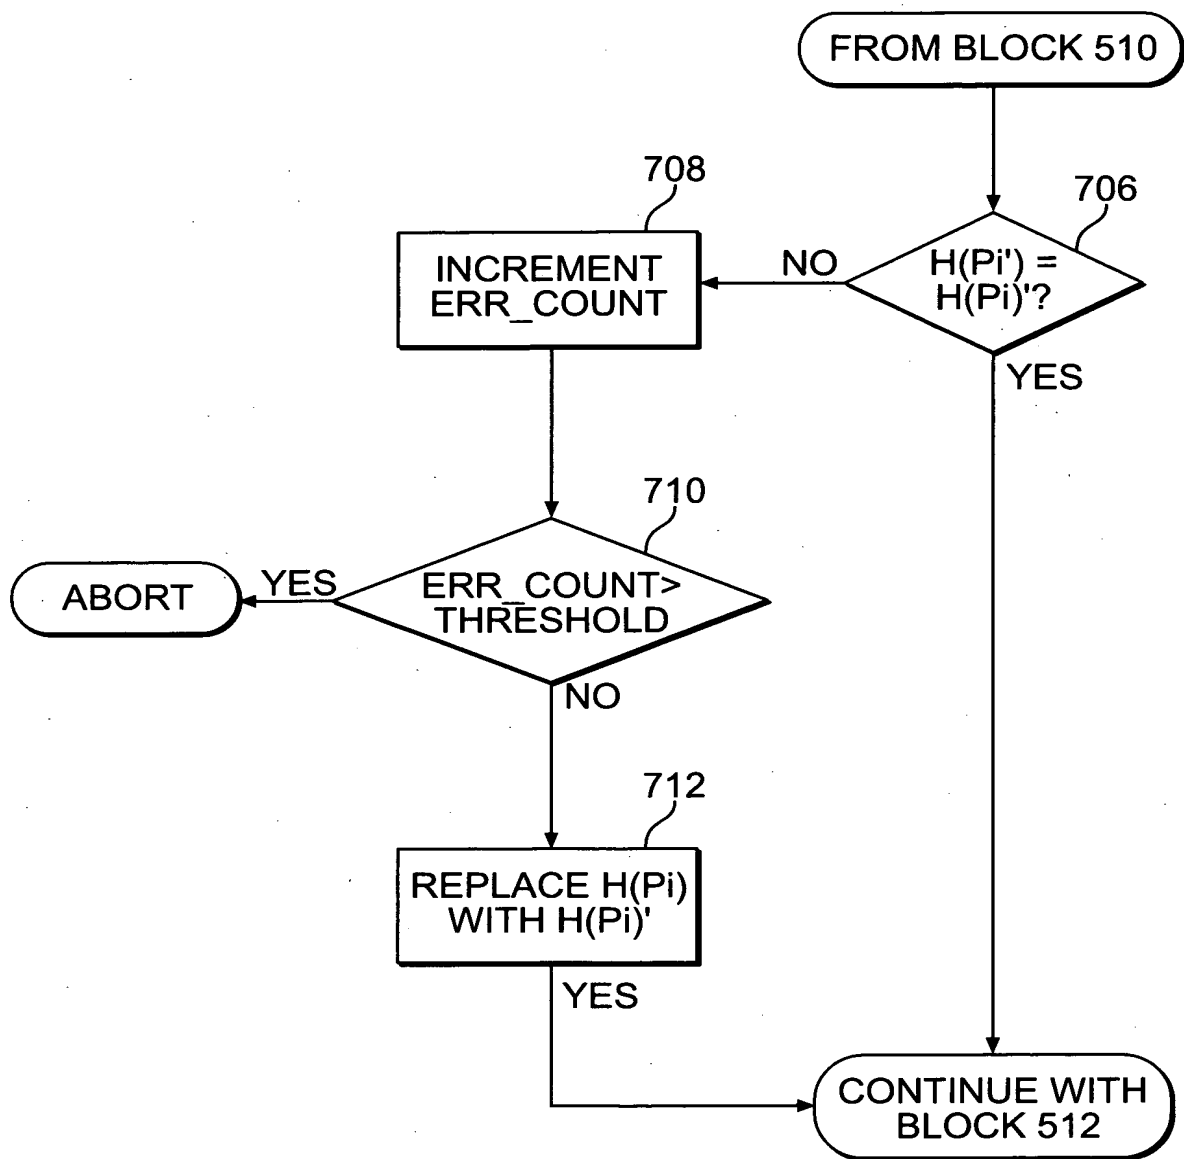 FROM BLOCK 510
708
706
INCREMENT
ERR_COUNT
NO
H(Pi') =
H(Pi)'?
YES
710
ABORT
YES
ERR_COUNT>
THRESHOLD
NO
712
REPLACE H(Pi)
WITH H(Pi)'
YES
CONTINUE WITH
BLOCK 512